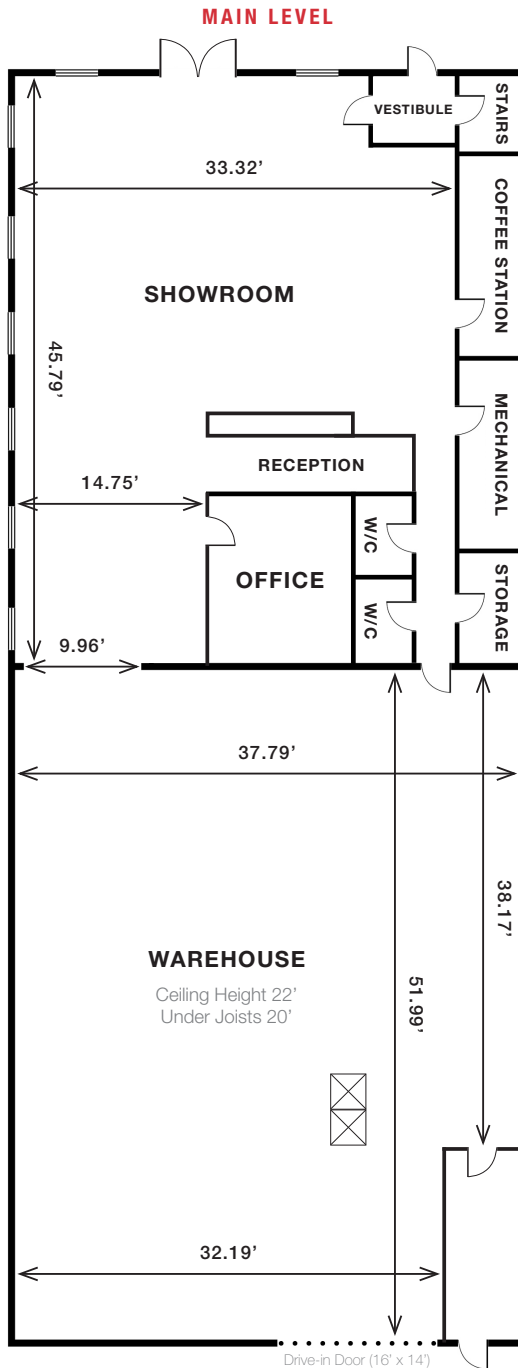 MAIN LEVEL
VESTIBULE
STAIRS
33.32’
COFFEE STATION
SHOWROOM
45.79’
MECHANICAL
RECEPTION
14.75’
W/C
OFFICE
STORAGE
W/C
9.96’
37.79’
38.17’
WAREHOUSE
Ceiling Height 22’
Under Joists 20’
51.99’
32.19’
Drive-in Door (16’ x 14’)